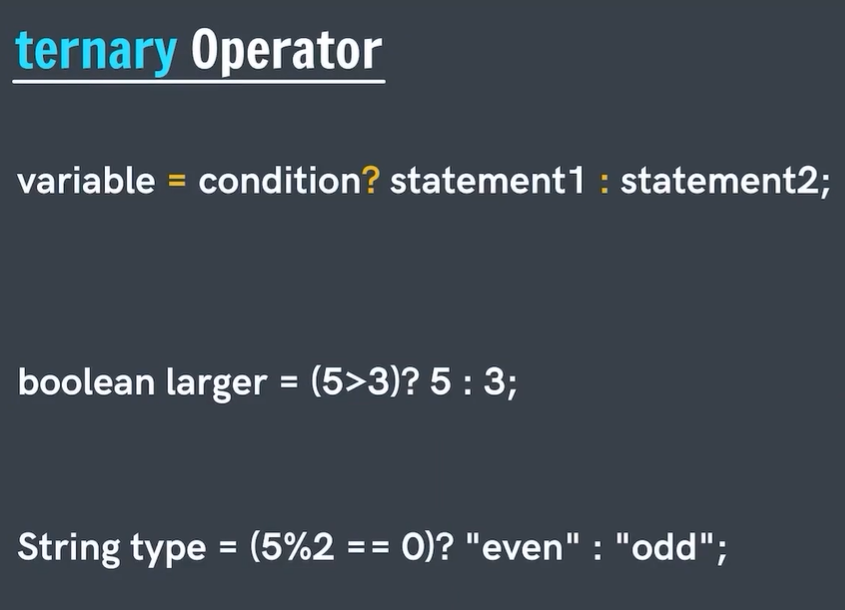 ternary Operator
variable = condition? statement1 : statement2;
boolean larger = (5>3)? 5 : 3;
String type = (5%2 == 0)? "even" : "odd";